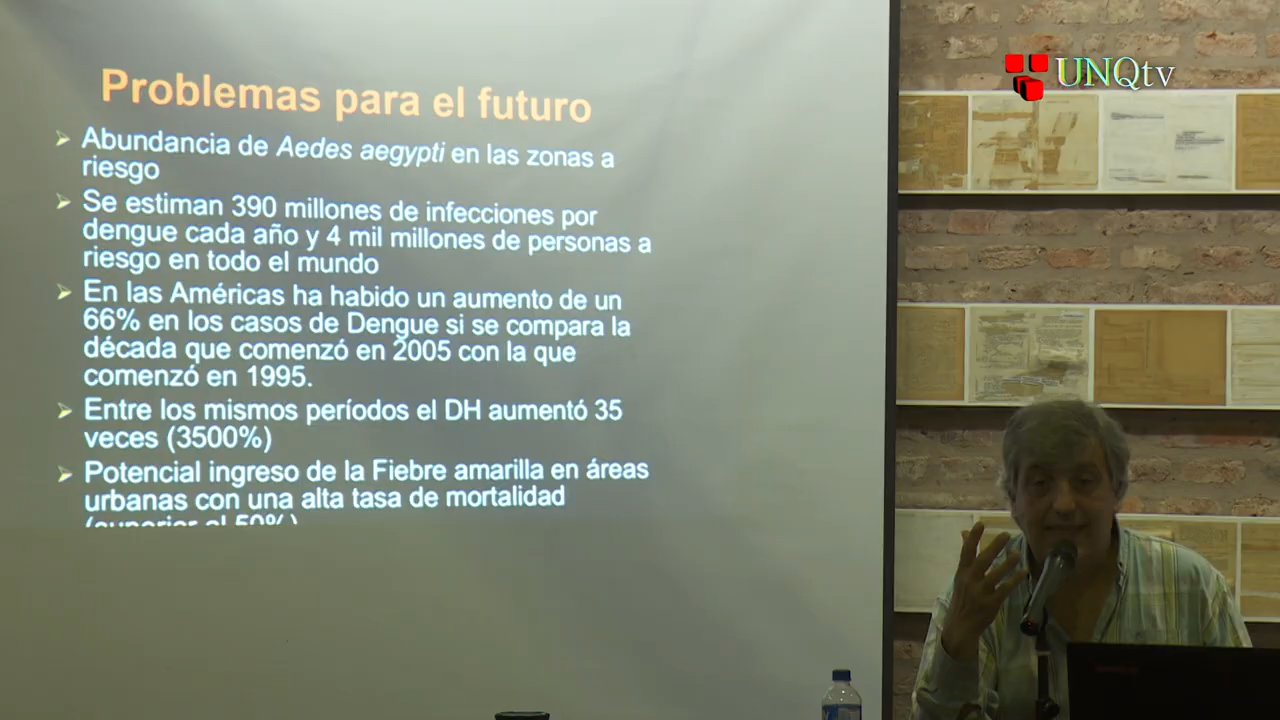 Problemas para el futuro
Abundancia de Aedes aegypti en las zonas a
riesgo
Se estiman 390 millones de infecciones por
dengue cada año y 4 mil millones de personas a
riesgo en todo el mundo
En las Américas ha habido un aumento de un
66% en los casos de Dengue si se compara la
década que comenzó en 2005 con la que
comenzó en 1995.
Entre los mismos períodos el DH aumentó 35
veces (3500%)
Potencial ingreso de la Fiebre amarilla en áreas
urbanas con una alta tasa de mortalidad
(superior al 50%)
UNQtv